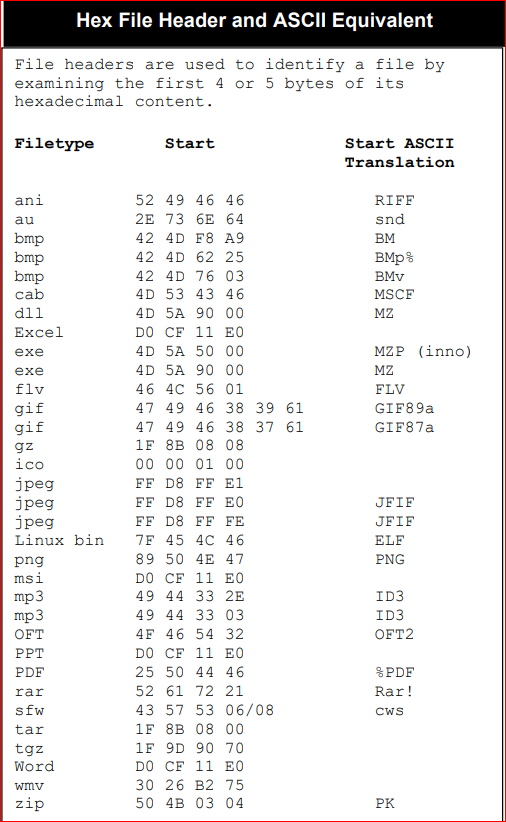 Hex File Header and ASCII Equivalent
File headers are used to identify a file by
examining the first 4 or 5 bytes of its
hexadecimal content.
Filetype Start Start ASCII
Translation
ani 52 49 46 46 RIFF
au 2E 73 6E 64 snd
bmp 42 4D F8 A9 BM
bmp 42 4D 62 25 BMp%
bmp 42 4D 76 03 BMv
cab 4D 53 43 46 MSCF
dll 4D 5A 90 00 MZ
Excel D0 CF 11 E0
exe 4D 5A 50 00 MZP (inno)
exe 4D 5A 90 00 MZ
flv 46 4C 56 01 FLV
gif 47 49 46 38 39 61 GIF89a
gif 47 49 46 38 37 61 GIF87a
gz 1F 8B 08 08
ico 00 00 01 00
jpeg FF D8 FF E1
jpeg FF D8 FF E0 JFIF
jpeg FF D8 FF FE JFIF
Linux bin 7F 45 4C 46 ELF
png 89 50 4E 47 PNG
msi D0 CF 11 E0
mp3 49 44 33 2E ID3
mp3 49 44 33 03 ID3
OFT 4F 46 54 32 OFT2
PPT D0 CF 11 E0
PDF 25 50 44 46 %PDF
rar 52 61 72 21 Rar!
sfw 43 57 53 06/08 cws
tar 1F 8B 08 00
tgz 1F 9D 90 70
Word D0 CF 11 E0
wmv 30 26 B2 75
zip 50 4B 03 04 PK